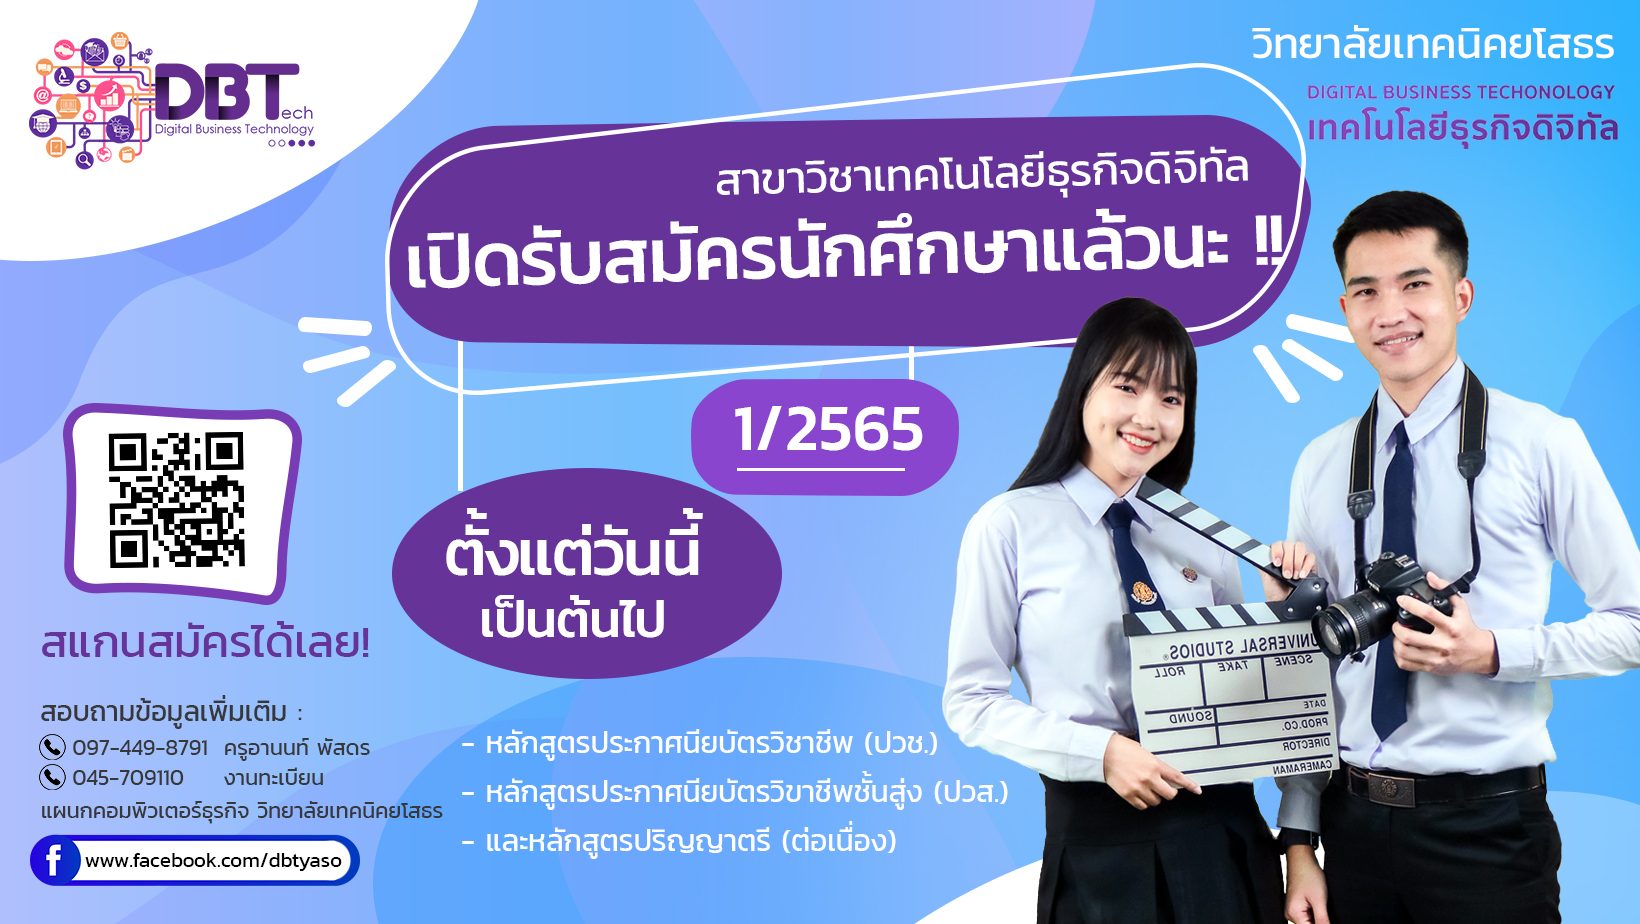 DBTech
Digital Business Technology
วิทยาลัยเทคนิคยโสธร
DIGITAL BUSINESS TECHONOLOGY
เทคโนโลยีธุรกิจดิจิทัล
สาขาวิชาเทคโนโลยีธุรกิจดิจิทัล
เปิดรับสมัครนักศึกษาแล้วนะ !!
1/2565
ตั้งแต่วันนี้
เป็นต้นไป
สแกนสมัครได้เลย!
สอบถามข้อมูลเพิ่มเติม :
097-449-8791 ครูอานนท์ พัสดร
045-709110 งานทะเบียน
แผนกคอมพิวเตอร์ธุรกิจ วิทยาลัยเทคนิคยโสธร
www.facebook.com/dbtyaso
- หลักสูตรประกาศนียบัตรวิชาชีพ (ปวช.)
- หลักสูตรประกาศนียบัตรวิขาชีพชั้นสู่ง (ปวส.)
- และหลักสูตรปริญญาตรี (ต่อเนื่อง)
UNIVERSAL STUDIOS®
SCENE TAKE ROLL
DATE SOUND
PROD.CO.
DIRECTOR
CAMERAMAN